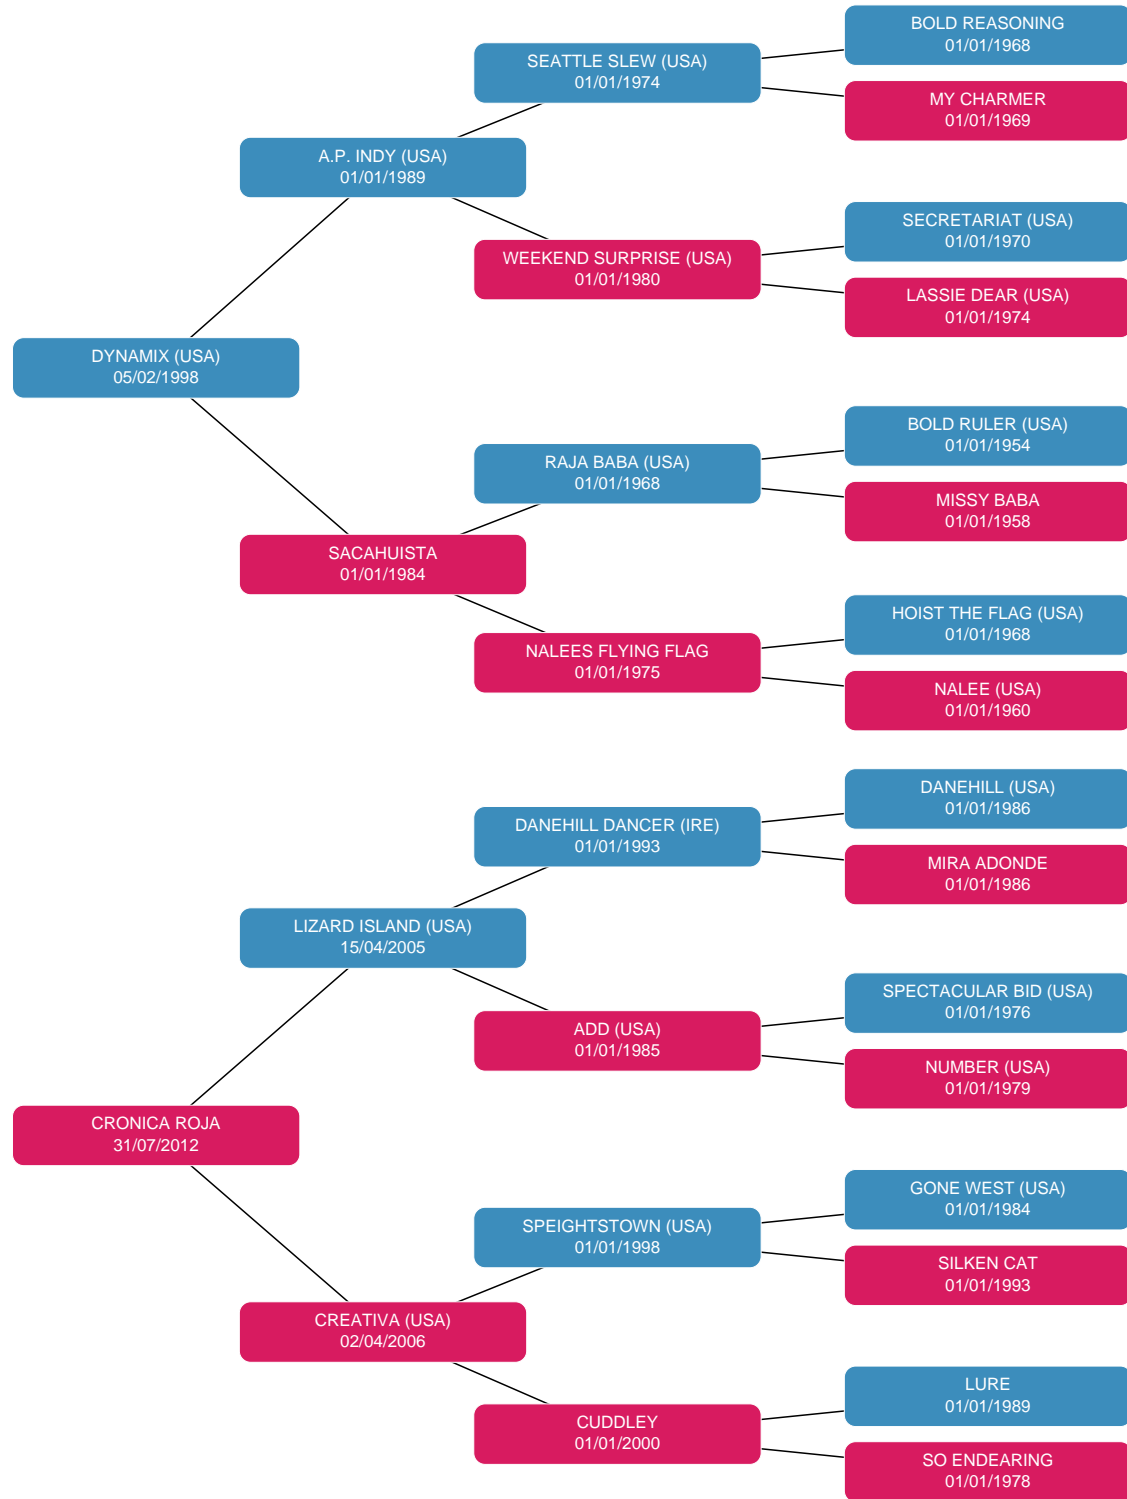 BOLD REASONING
01/01/1968
SEATTLE SLEW (USA)
01/01/1974
MY CHARMER
01/01/1969
A.P. INDY (USA)
01/01/1989
SECRETARIAT (USA)
01/01/1970
WEEKEND SURPRISE (USA)
01/01/1980
LASSIE DEAR (USA)
01/01/1974
DYNAMIX (USA)
05/02/1998
BOLD RULER (USA)
01/01/1954
RAJA BABA (USA)
01/01/1968
MISSY BABA
01/01/1958
SACAHUISTA
01/01/1984
HOIST THE FLAG (USA)
01/01/1968
NALEES FLYING FLAG
01/01/1975
NALEE (USA)
01/01/1960
DANEHILL (USA)
01/01/1986
DANEHILL DANCER (IRE)
01/01/1993
MIRA ADONDE
01/01/1986
LIZARD ISLAND (USA)
15/04/2005
SPECTACULAR BID (USA)
01/01/1976
ADD (USA)
01/01/1985
NUMBER (USA)
01/01/1979
CRONICA ROJA
31/07/2012
GONE WEST (USA)
01/01/1984
SPEIGHTSTOWN (USA)
01/01/1998
SILKEN CAT
01/01/1993
CREATIVA (USA)
02/04/2006
LURE
01/01/1989
CUDDLEY
01/01/2000
SO ENDEARING
01/01/1978